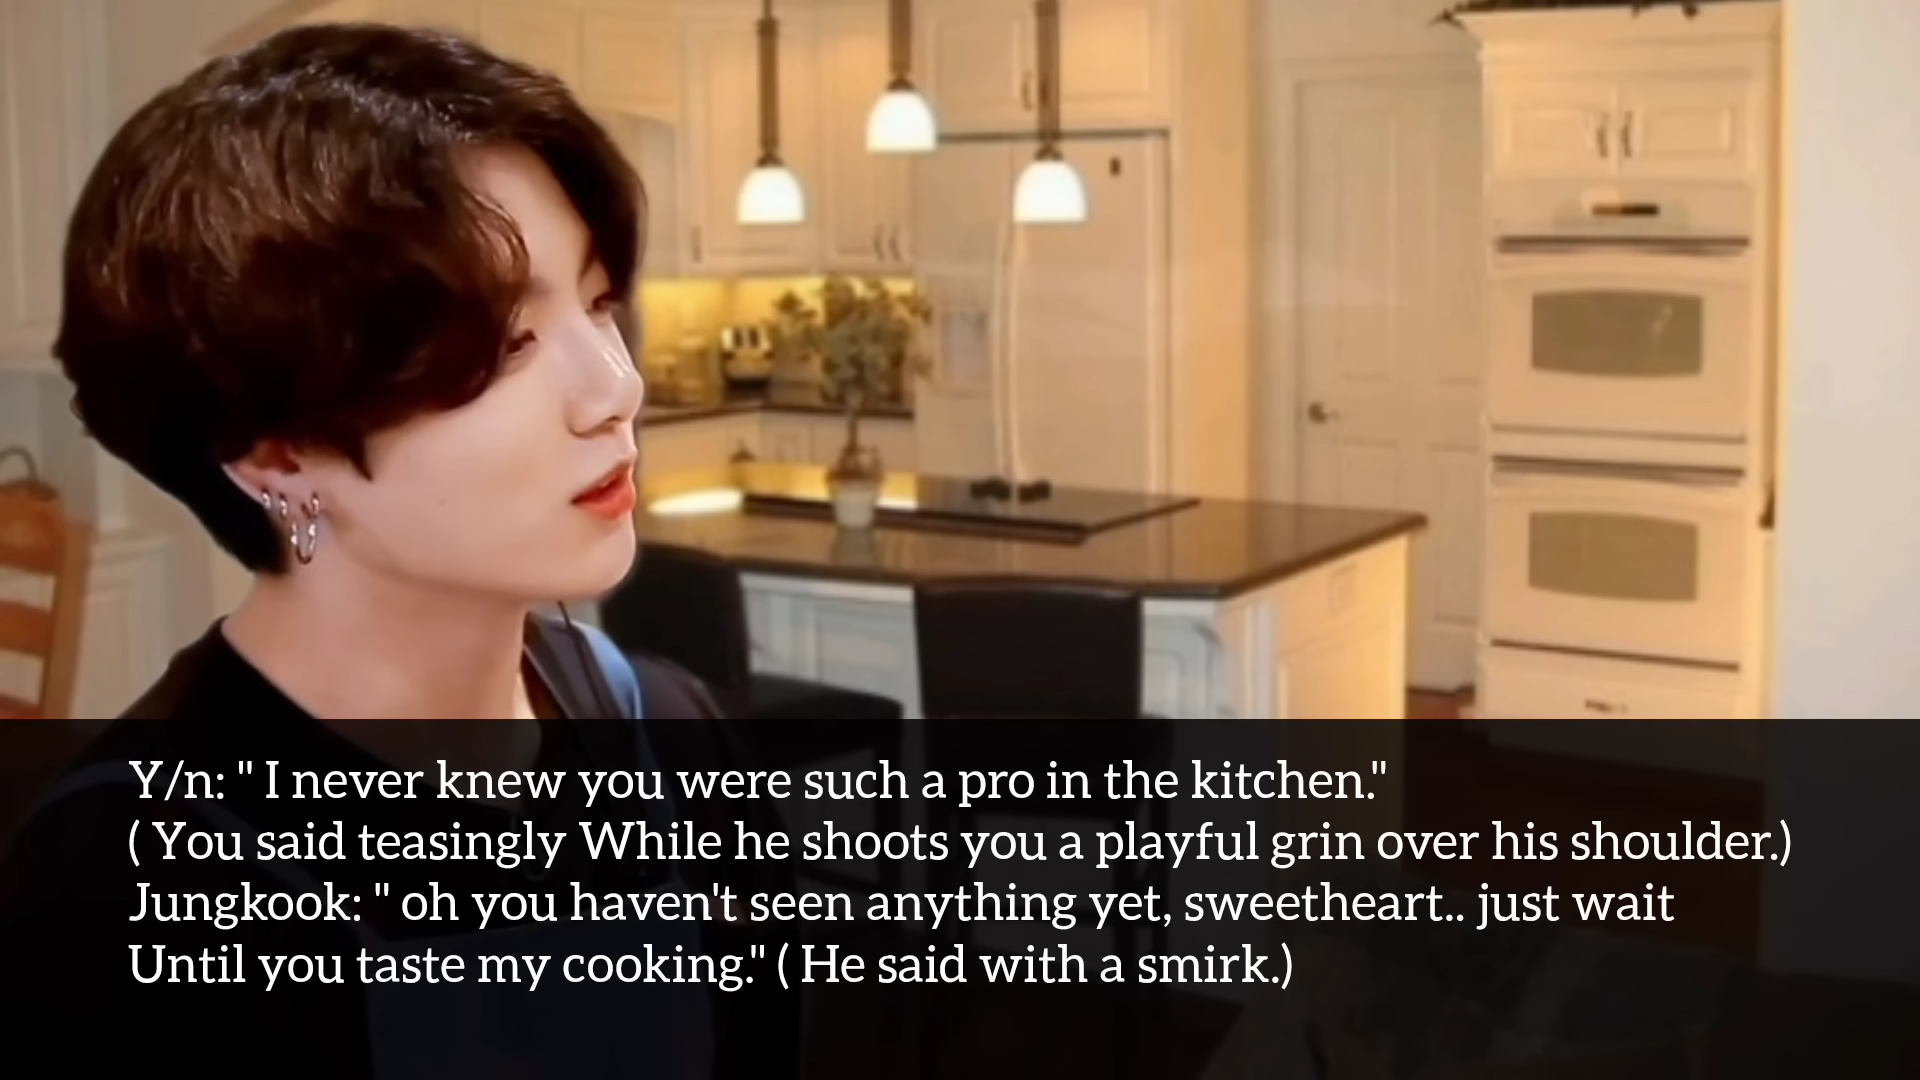 Y/n: " I never knew you were such a pro in the kitchen."
( You said teasingly While he shoots you a playful grin over his shoulder.)
Jungkook: " oh you haven't seen anything yet, sweetheart.. just wait
Until you taste my cooking." ( He said with a smirk.)